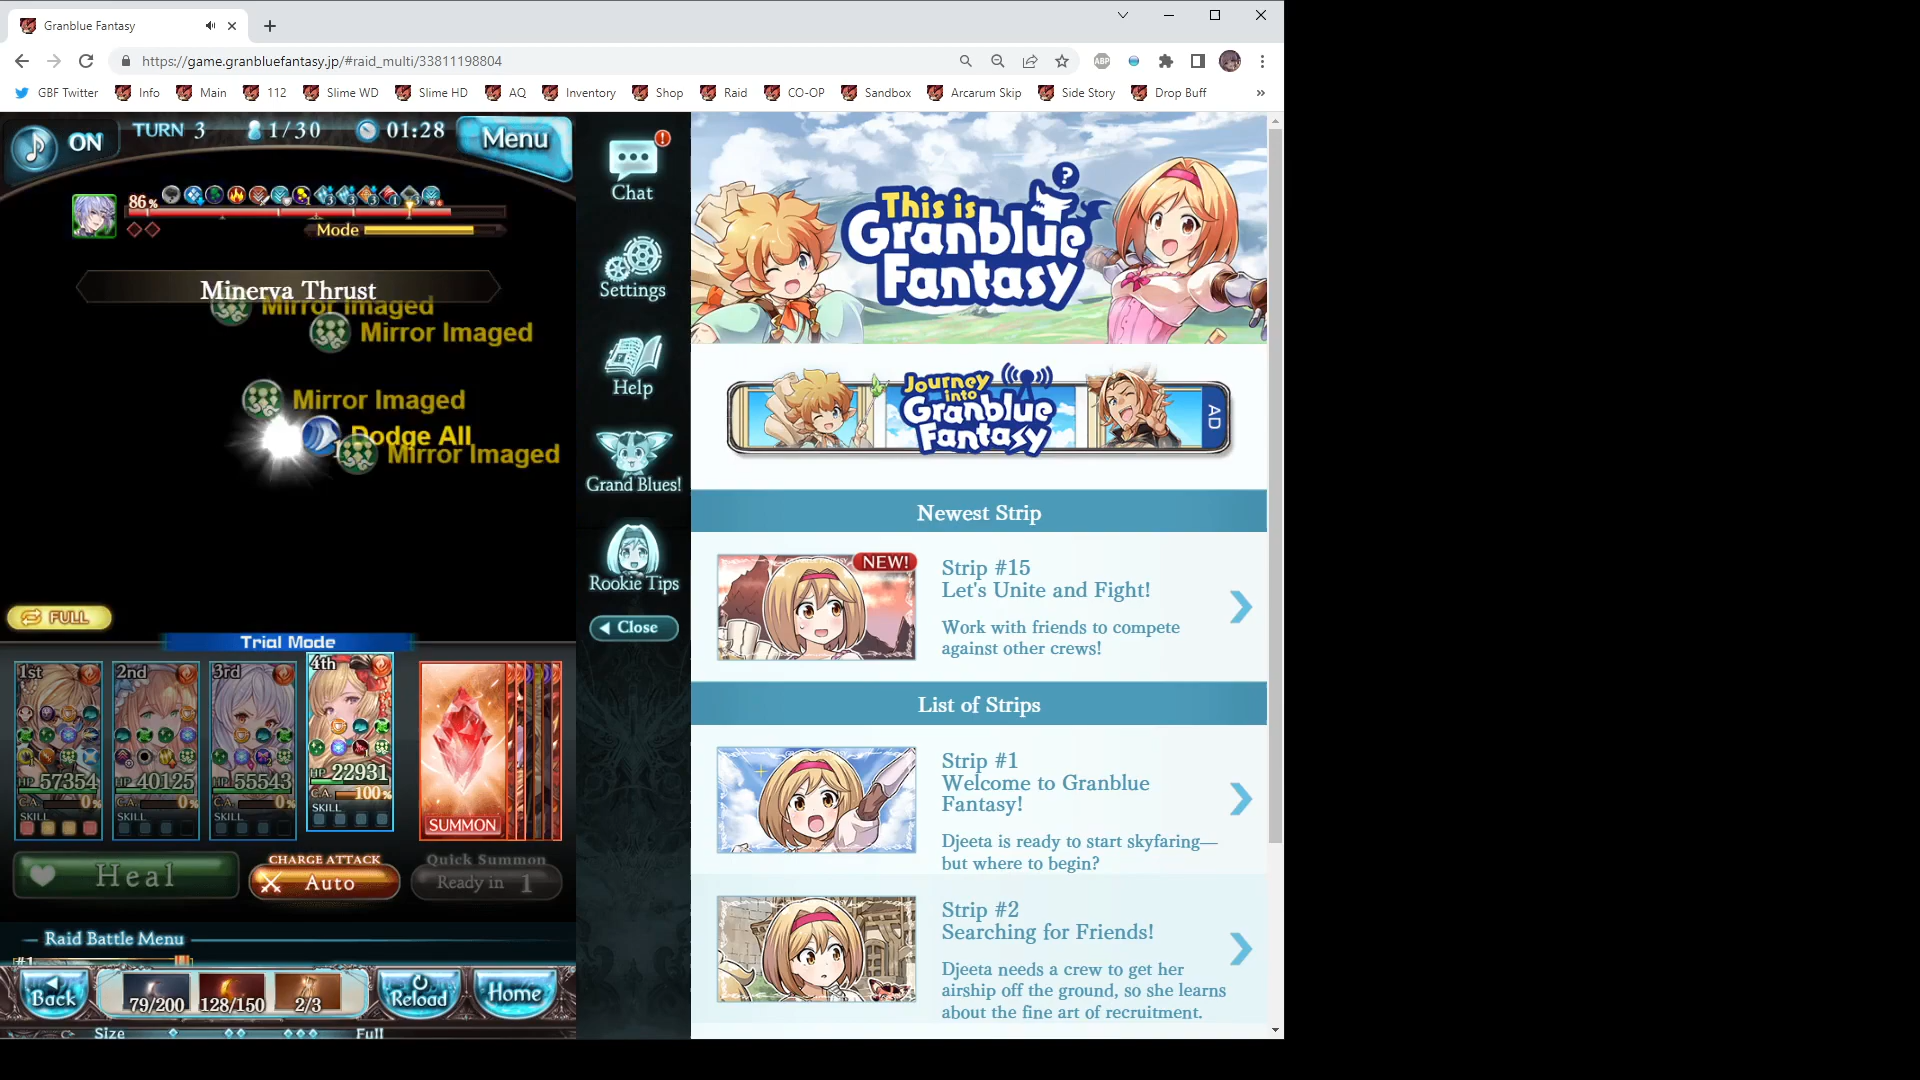 Granblue Fantasy
https://game.granbluefantasy.jp/#raid_multi/33811198804
ABP
GBF Twitter
Info
Main
112
Slime WD
Slime HD
AQ
Inventory
Shop
Raid
CO-OP
Sandbox
Arcarum Skip
Side Story
Drop Buff
»
ON
TURN 3
1/30
01:28
Menu
86%
Mode
Minerva Thrust
Mirror Imaged
Mirror Imaged
Mirror Imaged
Dodge All
Mirror Imaged
FULL
Trial Mode
1st
2nd
3rd
4th
HP 57354
HP 40125
HP 55543
HP 22931
C.A. 0%
C.A. 0%
C.A. 0%
C.A. 100%
SKILL
SKILL
SKILL
SKILL
SUMMON
Heal
CHARGE ATTACK
Auto
Quick Summon
Ready in 1
Raid Battle Menu
#1
Back
79/200
128/150
2/3
Reload
Home
Size
Full
Chat
Settings
Help
Grand Blues!
Rookie Tips
Close
This is
Granblue
Fantasy
?
Journey
into
Granblue
Fantasy
AD
Newest Strip
NEW!
Strip #15
Let's Unite and Fight!
Work with friends to compete
against other crews!
List of Strips
Strip #1
Welcome to Granblue
Fantasy!
Djeeta is ready to start skyfaring—
but where to begin?
Strip #2
Searching for Friends!
Djeeta needs a crew to get her
airship off the ground, so she learns
about the fine art of recruitment.